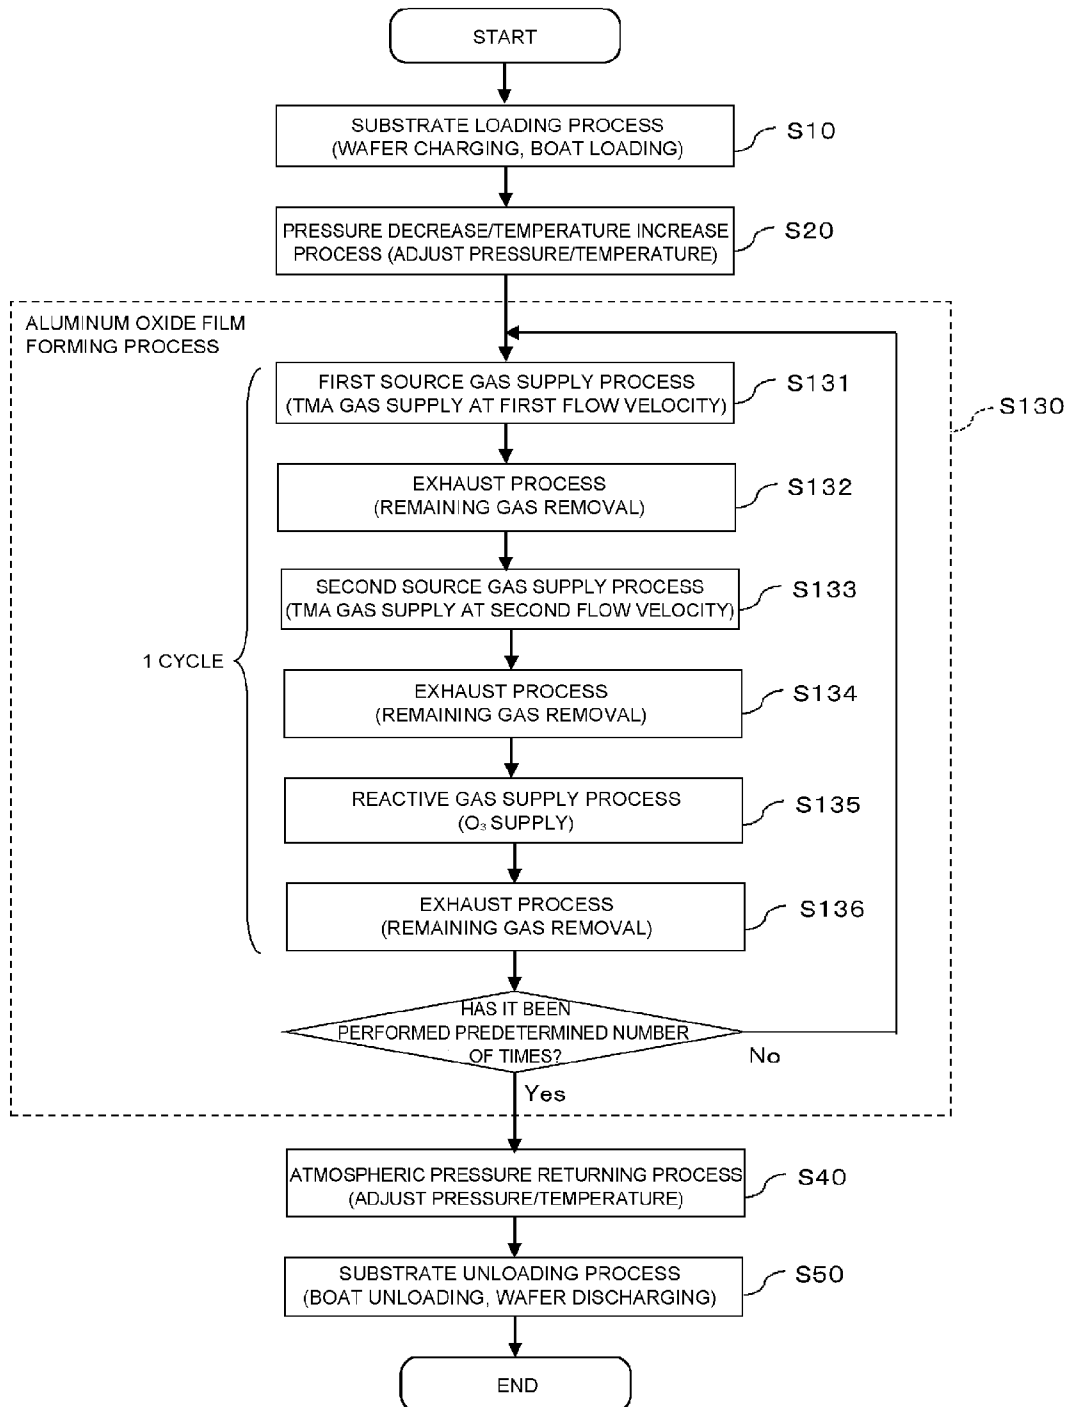 START
SUBSTRATE LOADING PROCESS
(WAFER CHARGING, BOAT LOADING)
S10
PRESSURE DECREASE/TEMPERATURE INCREASE
PROCESS (ADJUST PRESSURE/TEMPERATURE)
S20
ALUMINUM OXIDE FILM
FORMING PROCESS
FIRST SOURCE GAS SUPPLY PROCESS
(TMA GAS SUPPLY AT FIRST FLOW VELOCITY)
S131
S130
EXHAUST PROCESS
(REMAINING GAS REMOVAL)
S132
SECOND SOURCE GAS SUPPLY PROCESS
(TMA GAS SUPPLY AT SECOND FLOW VELOCITY)
S133
1 CYCLE
EXHAUST PROCESS
(REMAINING GAS REMOVAL)
S134
REACTIVE GAS SUPPLY PROCESS
(O₃ SUPPLY)
S135
EXHAUST PROCESS
(REMAINING GAS REMOVAL)
S136
HAS IT BEEN
PERFORMED PREDETERMINED NUMBER
OF TIMES?
No
Yes
ATMOSPHERIC PRESSURE RETURNING PROCESS
(ADJUST PRESSURE/TEMPERATURE)
S40
SUBSTRATE UNLOADING PROCESS
(BOAT UNLOADING, WAFER DISCHARGING)
S50
END